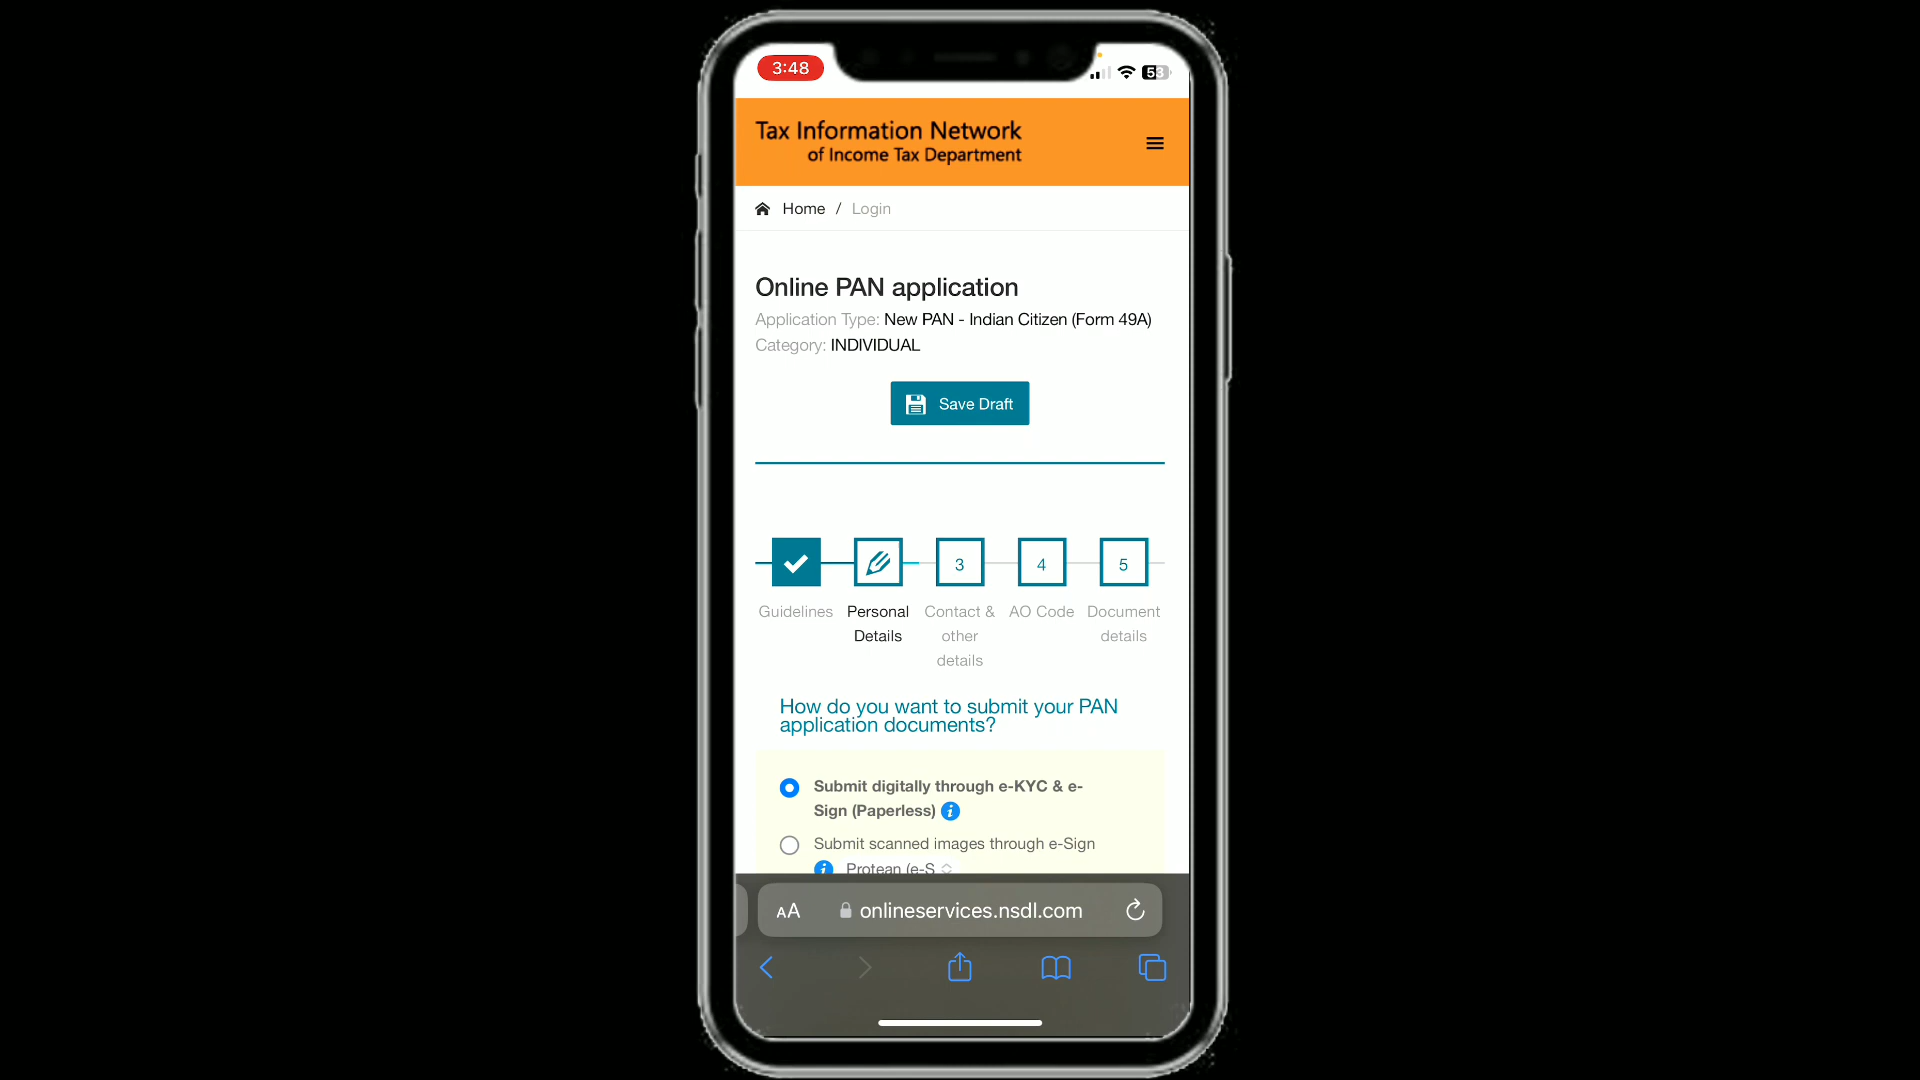 3:48
53
Tax Information Network
of Income Tax Department
Home / Login
Online PAN application
Application Type: New PAN - Indian Citizen (Form 49A)
Category: INDIVIDUAL
Save Draft
3
4
5
Guidelines
Personal
Details
Contact &
other
details
AO Code
Document
details
How do you want to submit your PAN
application documents?
Submit digitally through e-KYC & e-
Sign (Paperless) i
Submit scanned images through e-Sign
i Protean (e-S
AA onlineservices.nsdl.com